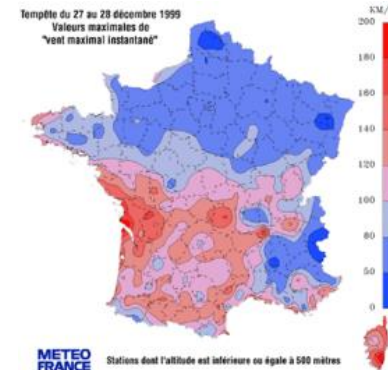 Tempête du 27 au 28 décembre 1999
Valeurs maximales de
"vent maximal instantané"
KM/
200
180
160
140
120
100
80
50
0
METEO
FRANCE
Stations dont l'altitude est inférieure ou égale à 500 mètres